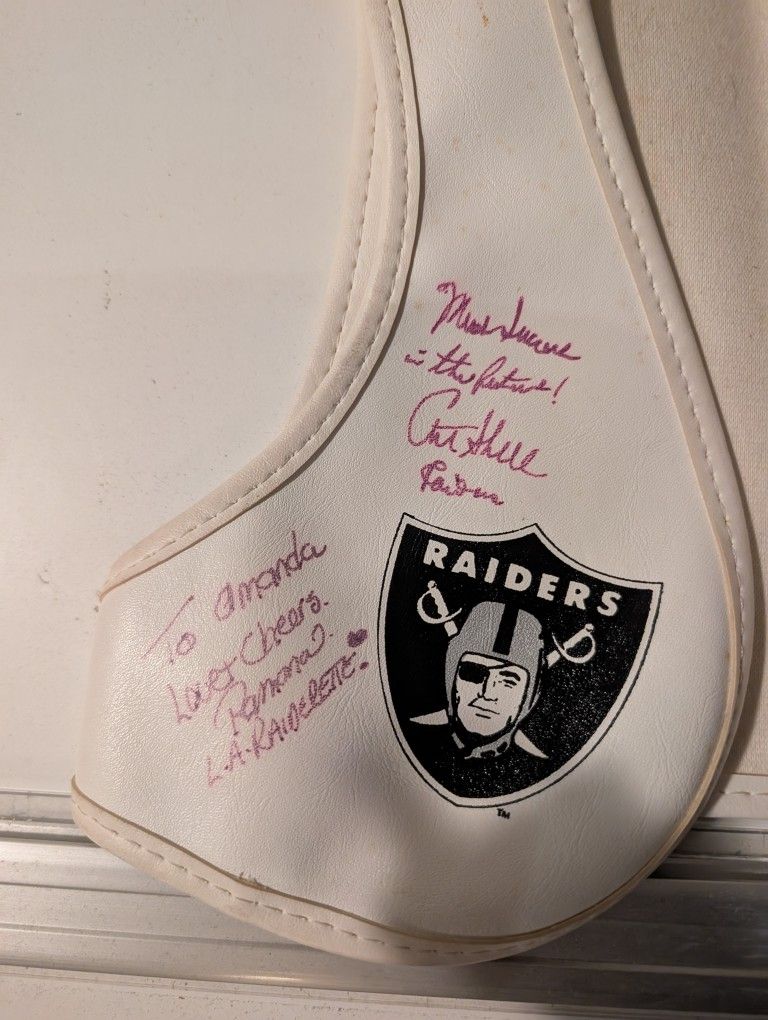 Much Success
in the future!
Art Shell
Raiders
RAIDERS
TM
To Amanda
Love & Cheers.
Ramona.
L.A. RAIDERETTE!